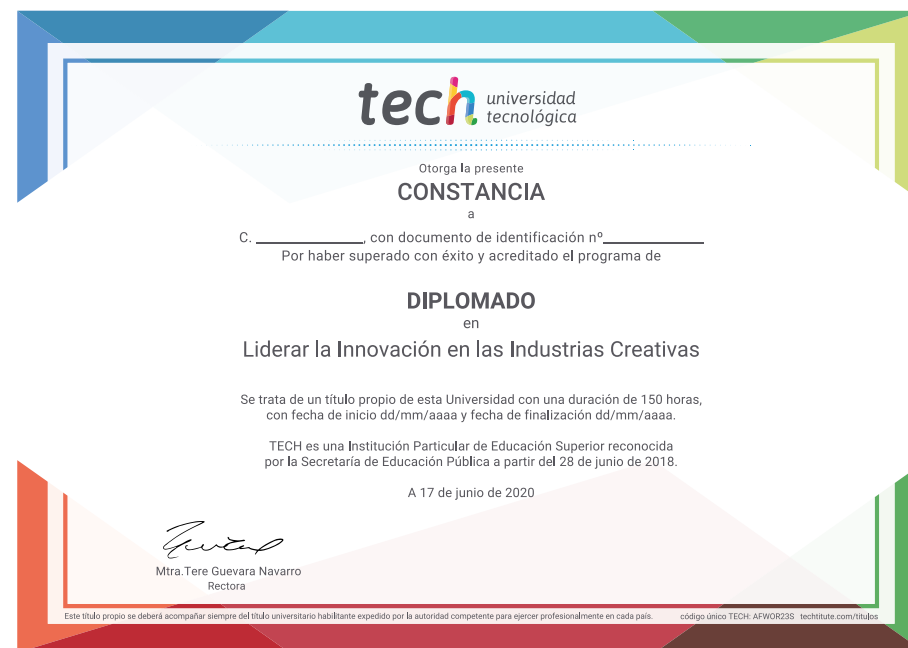 tech universidad
tecnológica
Otorga la presente
CONSTANCIA
a
C. ______________, con documento de identificación nº_____________
Por haber superado con éxito y acreditado el programa de
DIPLOMADO
en
Liderar la Innovación en las Industrias Creativas
Se trata de un título propio de esta Universidad con una duración de 150 horas,
con fecha de inicio dd/mm/aaaa y fecha de finalización dd/mm/aaaa.
TECH es una Institución Particular de Educación Superior reconocida
por la Secretaría de Educación Pública a partir del 28 de junio de 2018.
A 17 de junio de 2020
Mtra.Tere Guevara Navarro
Rectora
Este título propio se deberá acompañar siempre del título universitario habilitante expedido por la autoridad competente para ejercer profesionalmente en cada país. código único TECH: AFWOR23S techtitute.com/titulos